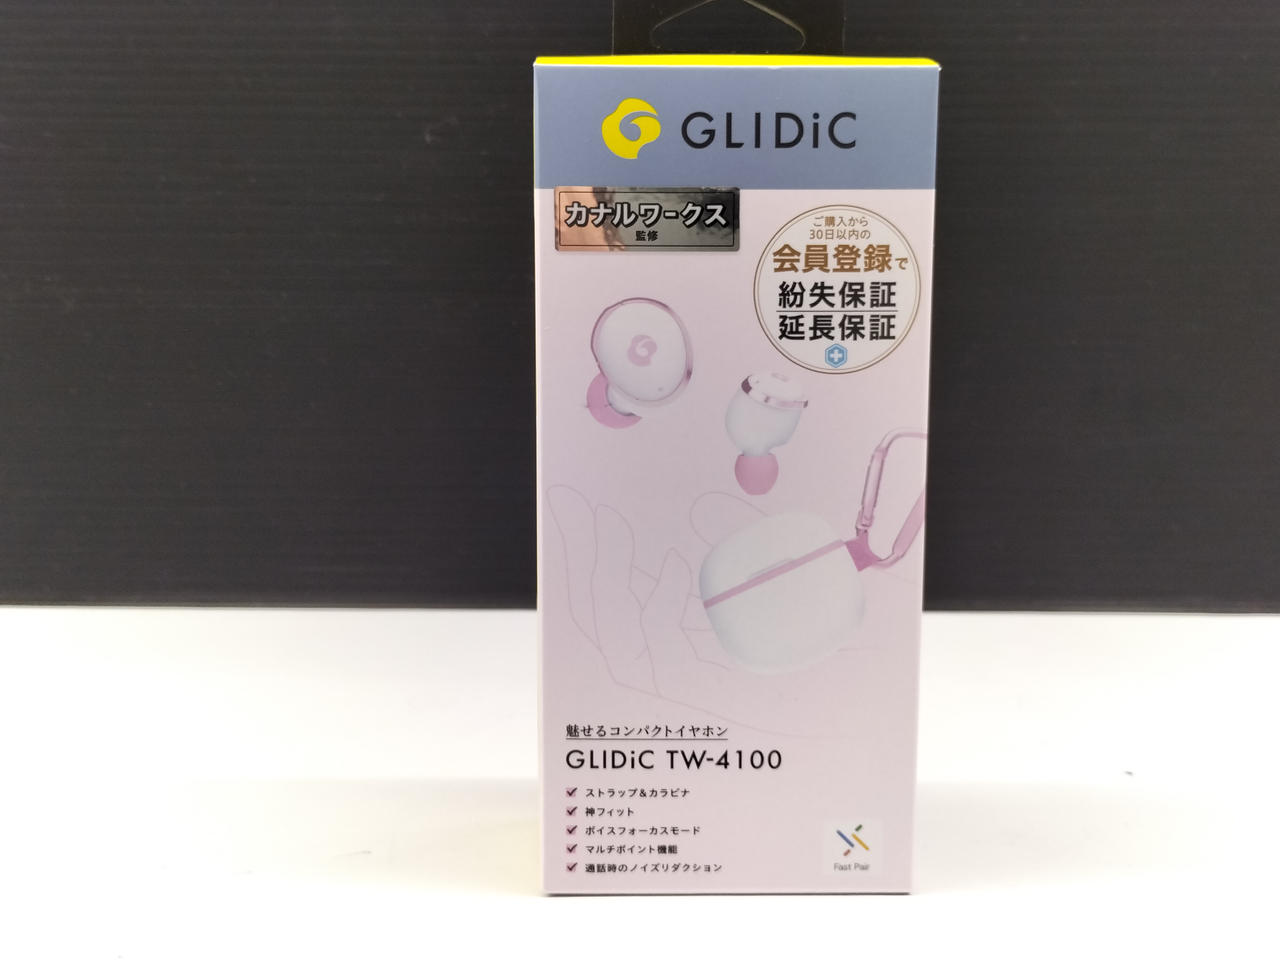 GLIDiC
カナルワークス
監修
ご購入から
30日以内の
会員登録で
紛失保証
延長保証
魅せるコンパクトイヤホン
GLIDiC TW-4100
ストラップ&カラビナ
神フィット
ボイスフォーカスモード
マルチポイント機能
通話時のノイズリダクション
Fast Pair